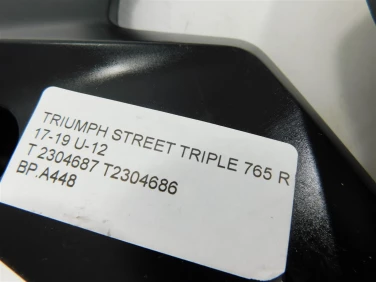 TRIUMPH STREET TRIPLE 765 R
17-19 U-12
T 2304687 T2304686
BP.A448